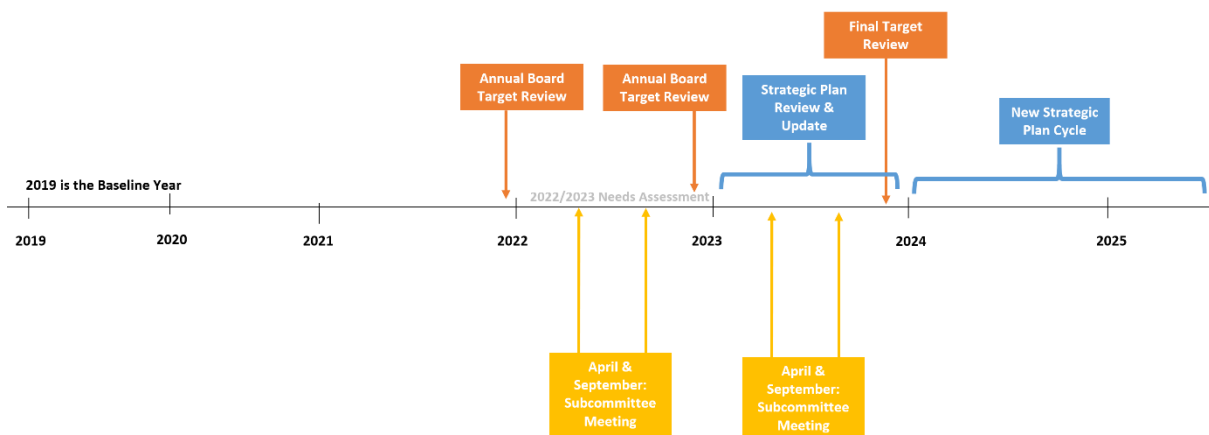 Final Target
Review
Annual Board
Target Review
Annual Board
Target Review
Strategic Plan
Review &
Update
New Strategic
Plan Cycle
2019 is the Baseline Year
2022/2023 Needs Assessment
2019
2020
2021
2022
2023
2024
2025
April &
September:
Subcommittee
Meeting
April &
September:
Subcommittee
Meeting